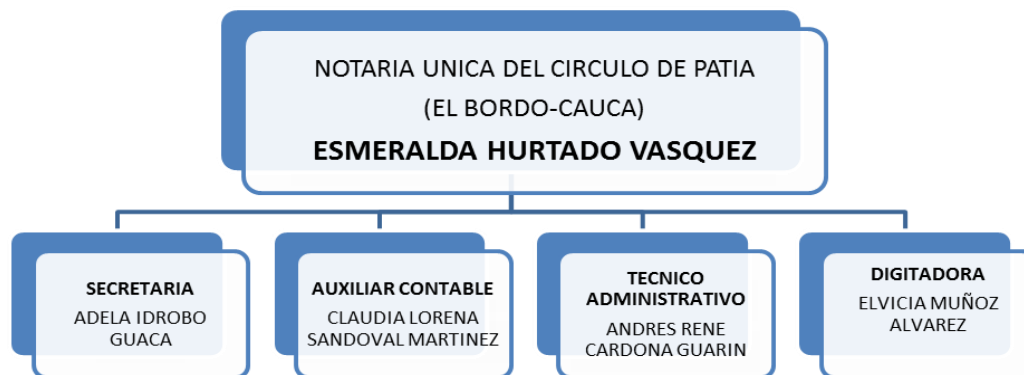 NOTARIA UNICA DEL CIRCULO DE PATIA
(EL BORDO-CAUCA)
ESMERALDA HURTADO VASQUEZ
SECRETARIA
ADELA IDROBO
GUACA
AUXILIAR CONTABLE
CLAUDIA LORENA
SANDOVAL MARTINEZ
TECNICO
ADMINISTRATIVO
ANDRES RENE
CARDONA GUARIN
DIGITADORA
ELVICIA MUÑOZ
ALVAREZ